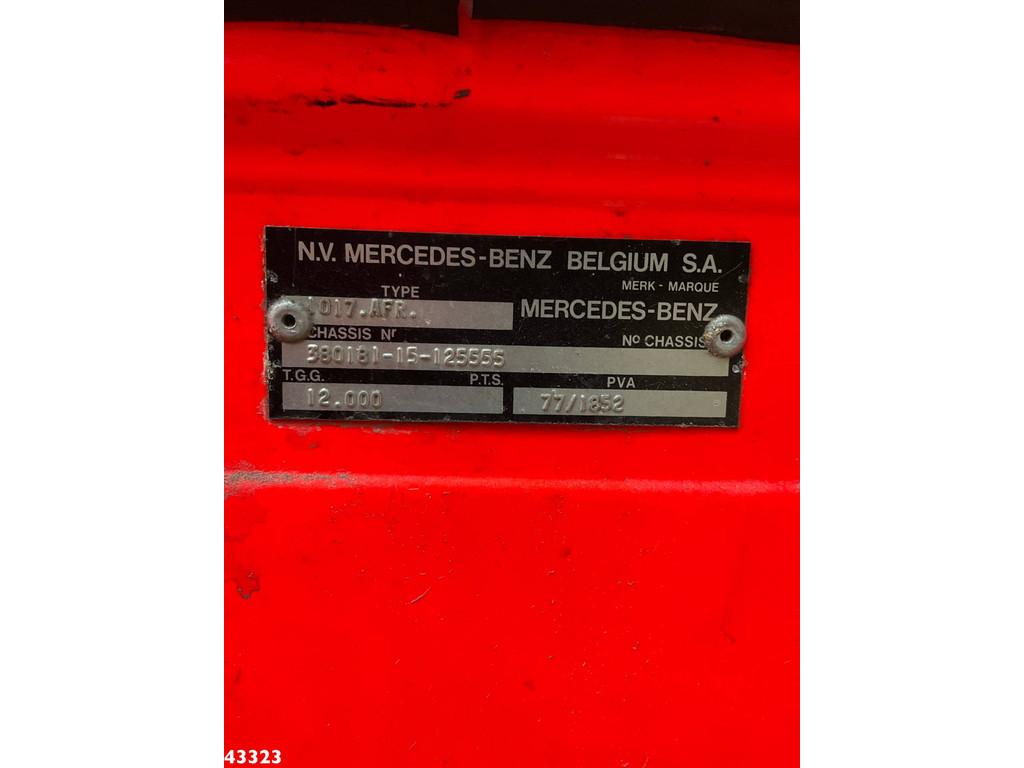 N.V. MERCEDES-BENZ BELGIUM S.A.
MERK - MARQUE
TYPE
1017.AFR.
MERCEDES-BENZ
CHASSIS Nr
No CHASSIS
380181-15-125555
T.G.G.
P.T.S.
PVA
12.000
77/1852
43323